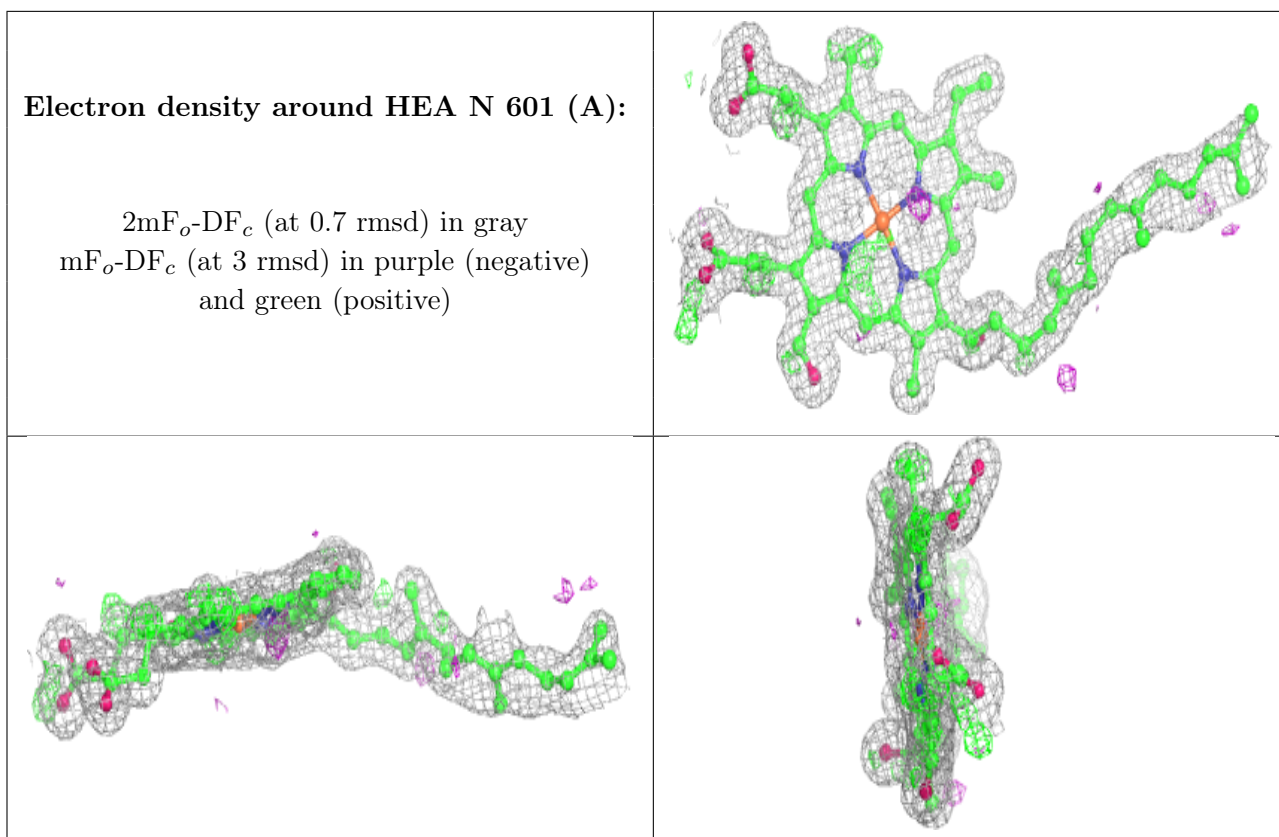 Electron density around HEA N 601 (A):
2mFo-DFc (at 0.7 rmsd) in gray
mFo-DFc (at 3 rmsd) in purple (negative)
and green (positive)